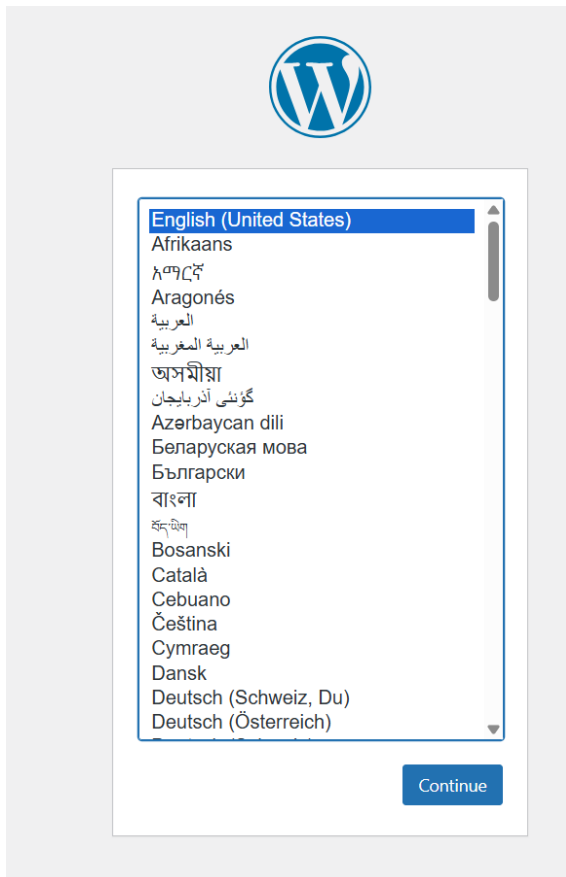 English (United States)
Afrikaans
አማርኛ
Aragonés
العربية
العربية المغربية
অসমীয়া
گؤنئی آذربایجان
Azərbaycan dili
Беларуская мова
Български
বাংলা
བོད་ཡིག
Bosanski
Català
Cebuano
Čeština
Cymraeg
Dansk
Deutsch (Schweiz, Du)
Deutsch (Österreich)
Continue